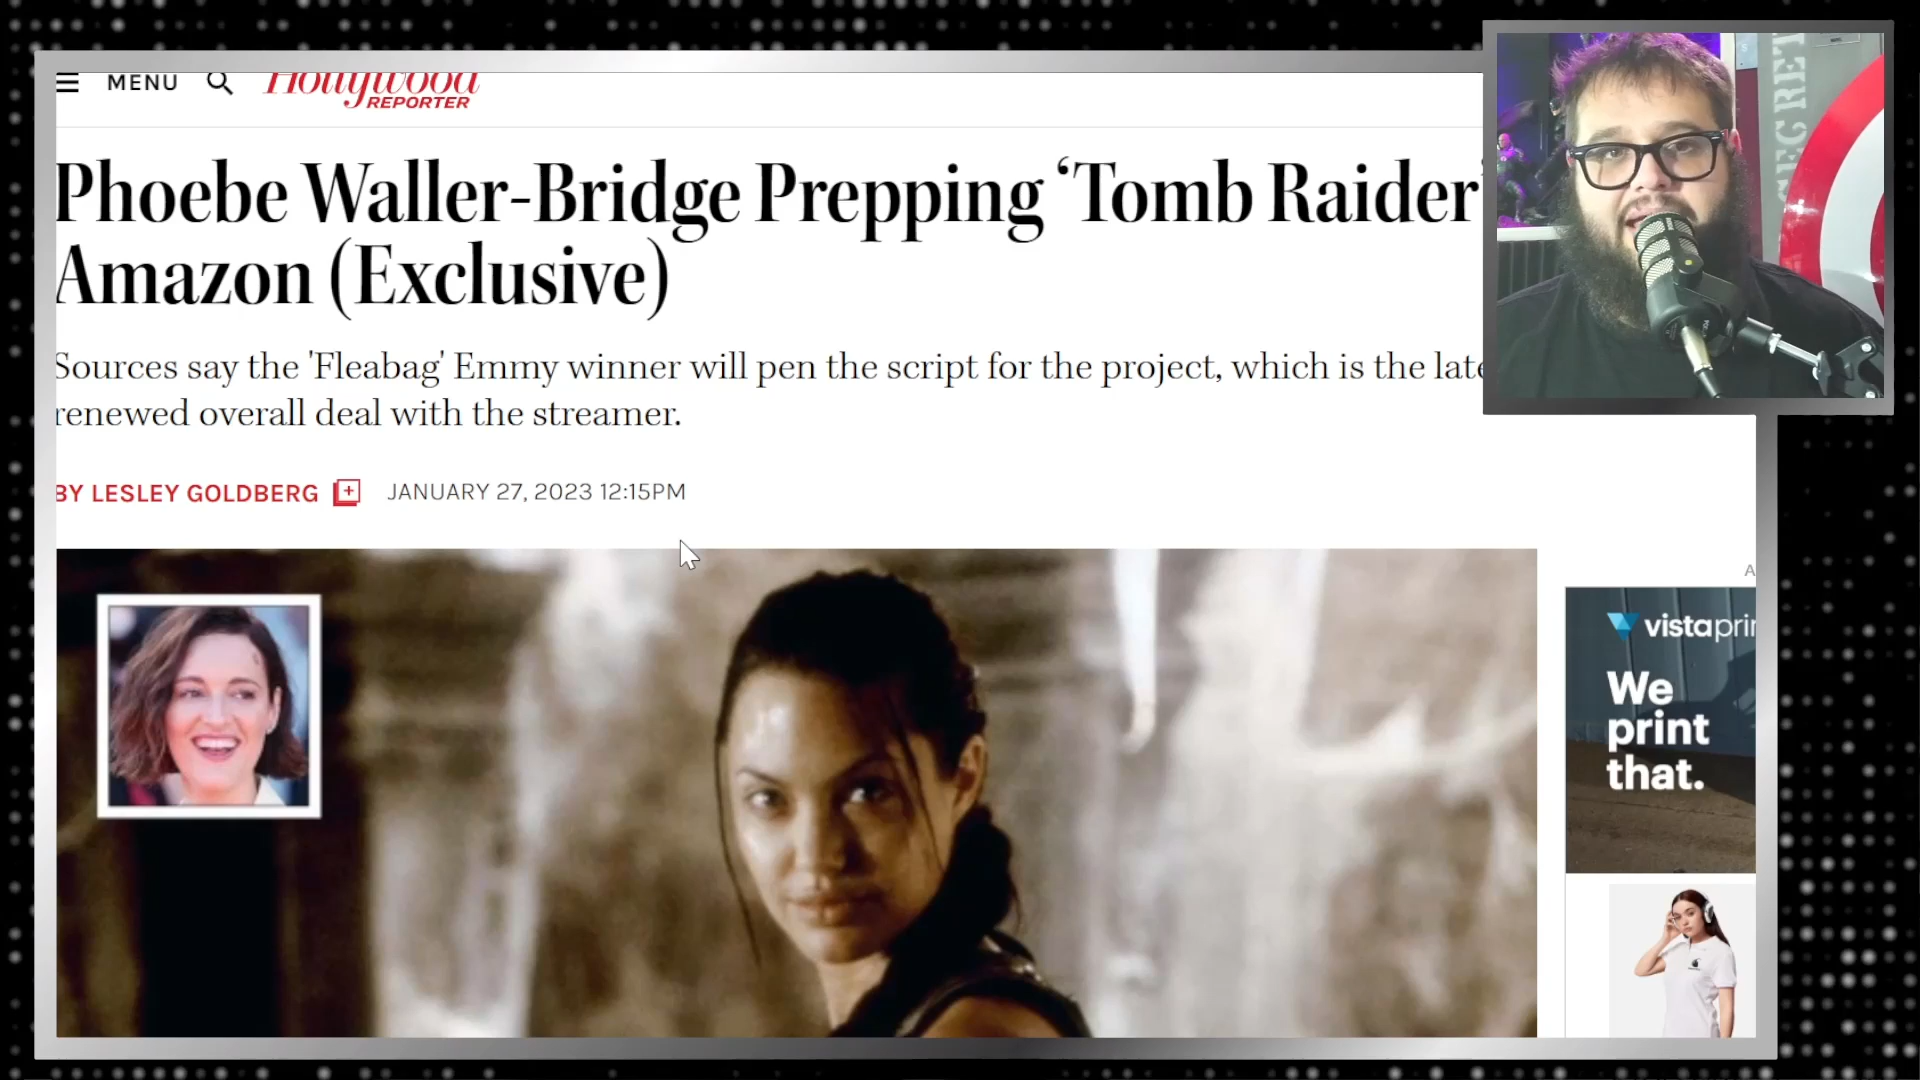 MENU
Hollywood
REPORTER
Phoebe Waller-Bridge Prepping ‘Tomb Raider’
Amazon (Exclusive)
Sources say the 'Fleabag' Emmy winner will pen the script for the project, which is the
renewed overall deal with the streamer.
BY LESLEY GOLDBERG
JANUARY 27, 2023 12:15PM
A
vistaprin
We
print
that.